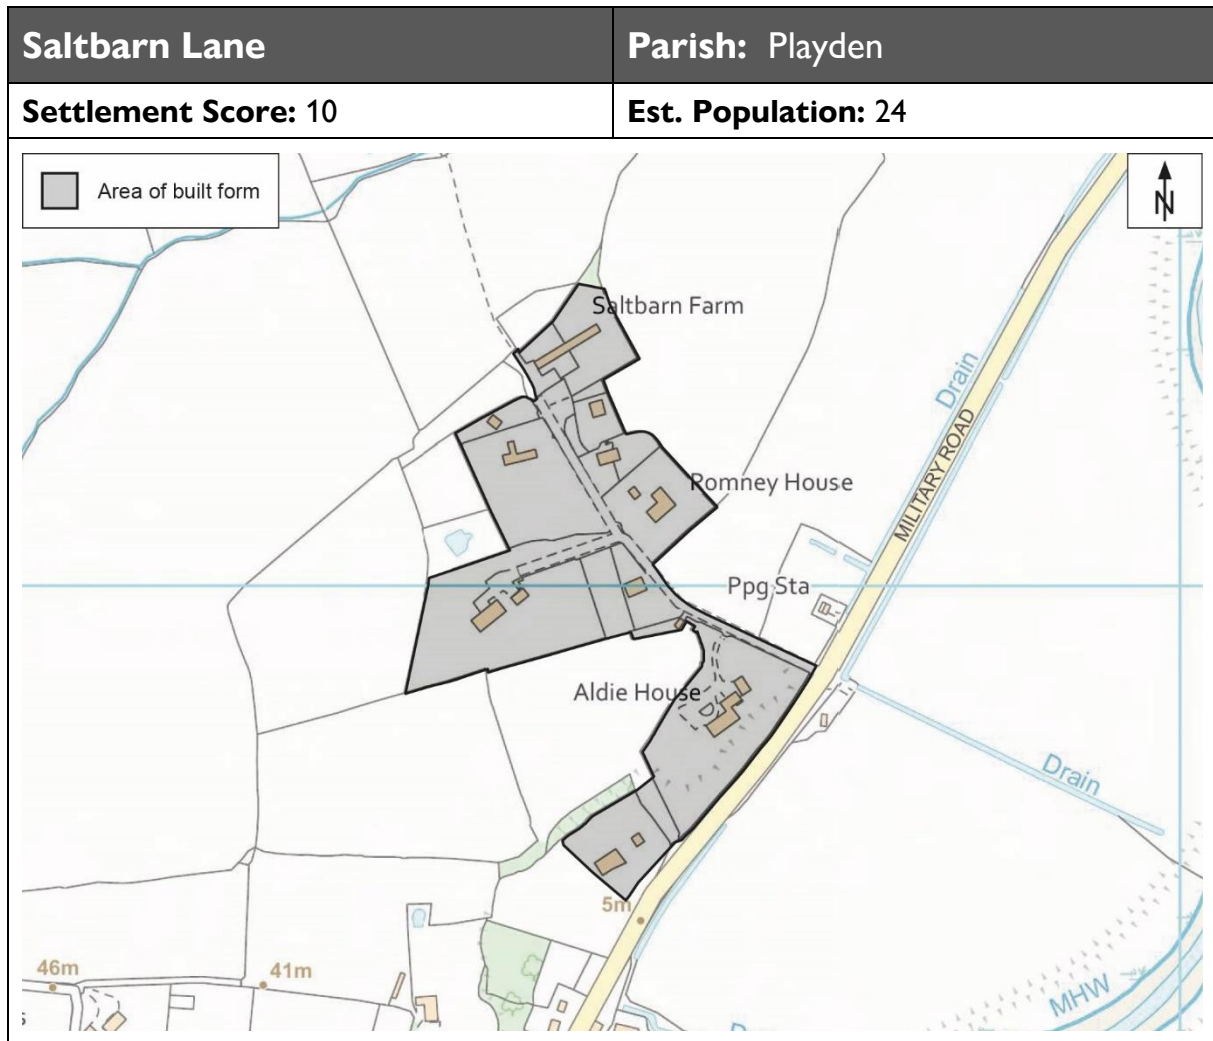 Saltbarn Lane
Parish: Playden
Settlement Score: 10
Est. Population: 24
Area of built form
N
Saltbarn Farm
Romney House
Drain
MILITARY ROAD
Ppg Sta
Aldie House
Drain
5m
46m
41m
MHW